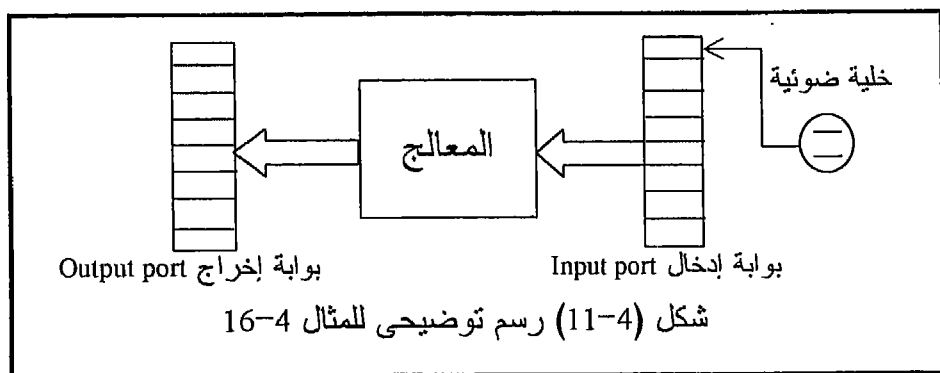 خلية ضوئية
المعالج
بوابة إدخال Input port
بوابة إخراج Output port
شكل (4-11) رسم توضيحى للمثال 4-16